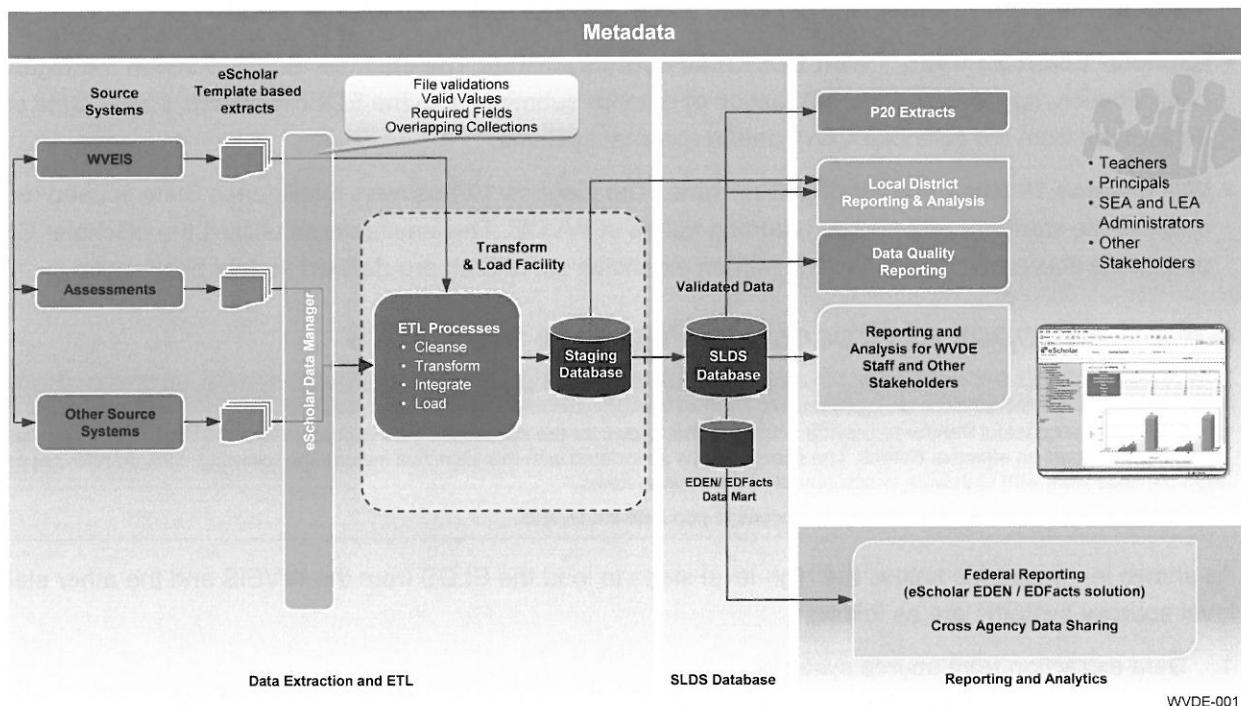 Metadata
Source
Systems
eScholar
Template based
extracts
File validations
Valid Values
Required Fields
Overlapping Collections
WVEIS
Assessments
Other Source
Systems
eScholar Data Manager
Transform
& Load Facility
ETL Processes
• Cleanse
• Transform
• Integrate
• Load
Staging
Database
Validated Data
SLDS
Database
EDEN/ EDFacts
Data Mart
P20 Extracts
Local District
Reporting & Analysis
Data Quality
Reporting
Reporting and
Analysis for WVDE
Staff and Other
Stakeholders
• Teachers
• Principals
• SEA and LEA
Administrators
• Other
Stakeholders
eScholar
Federal Reporting
(eScholar EDEN / EDFacts solution)
Cross Agency Data Sharing
Data Extraction and ETL
SLDS Database
Reporting and Analytics
WVDE-001